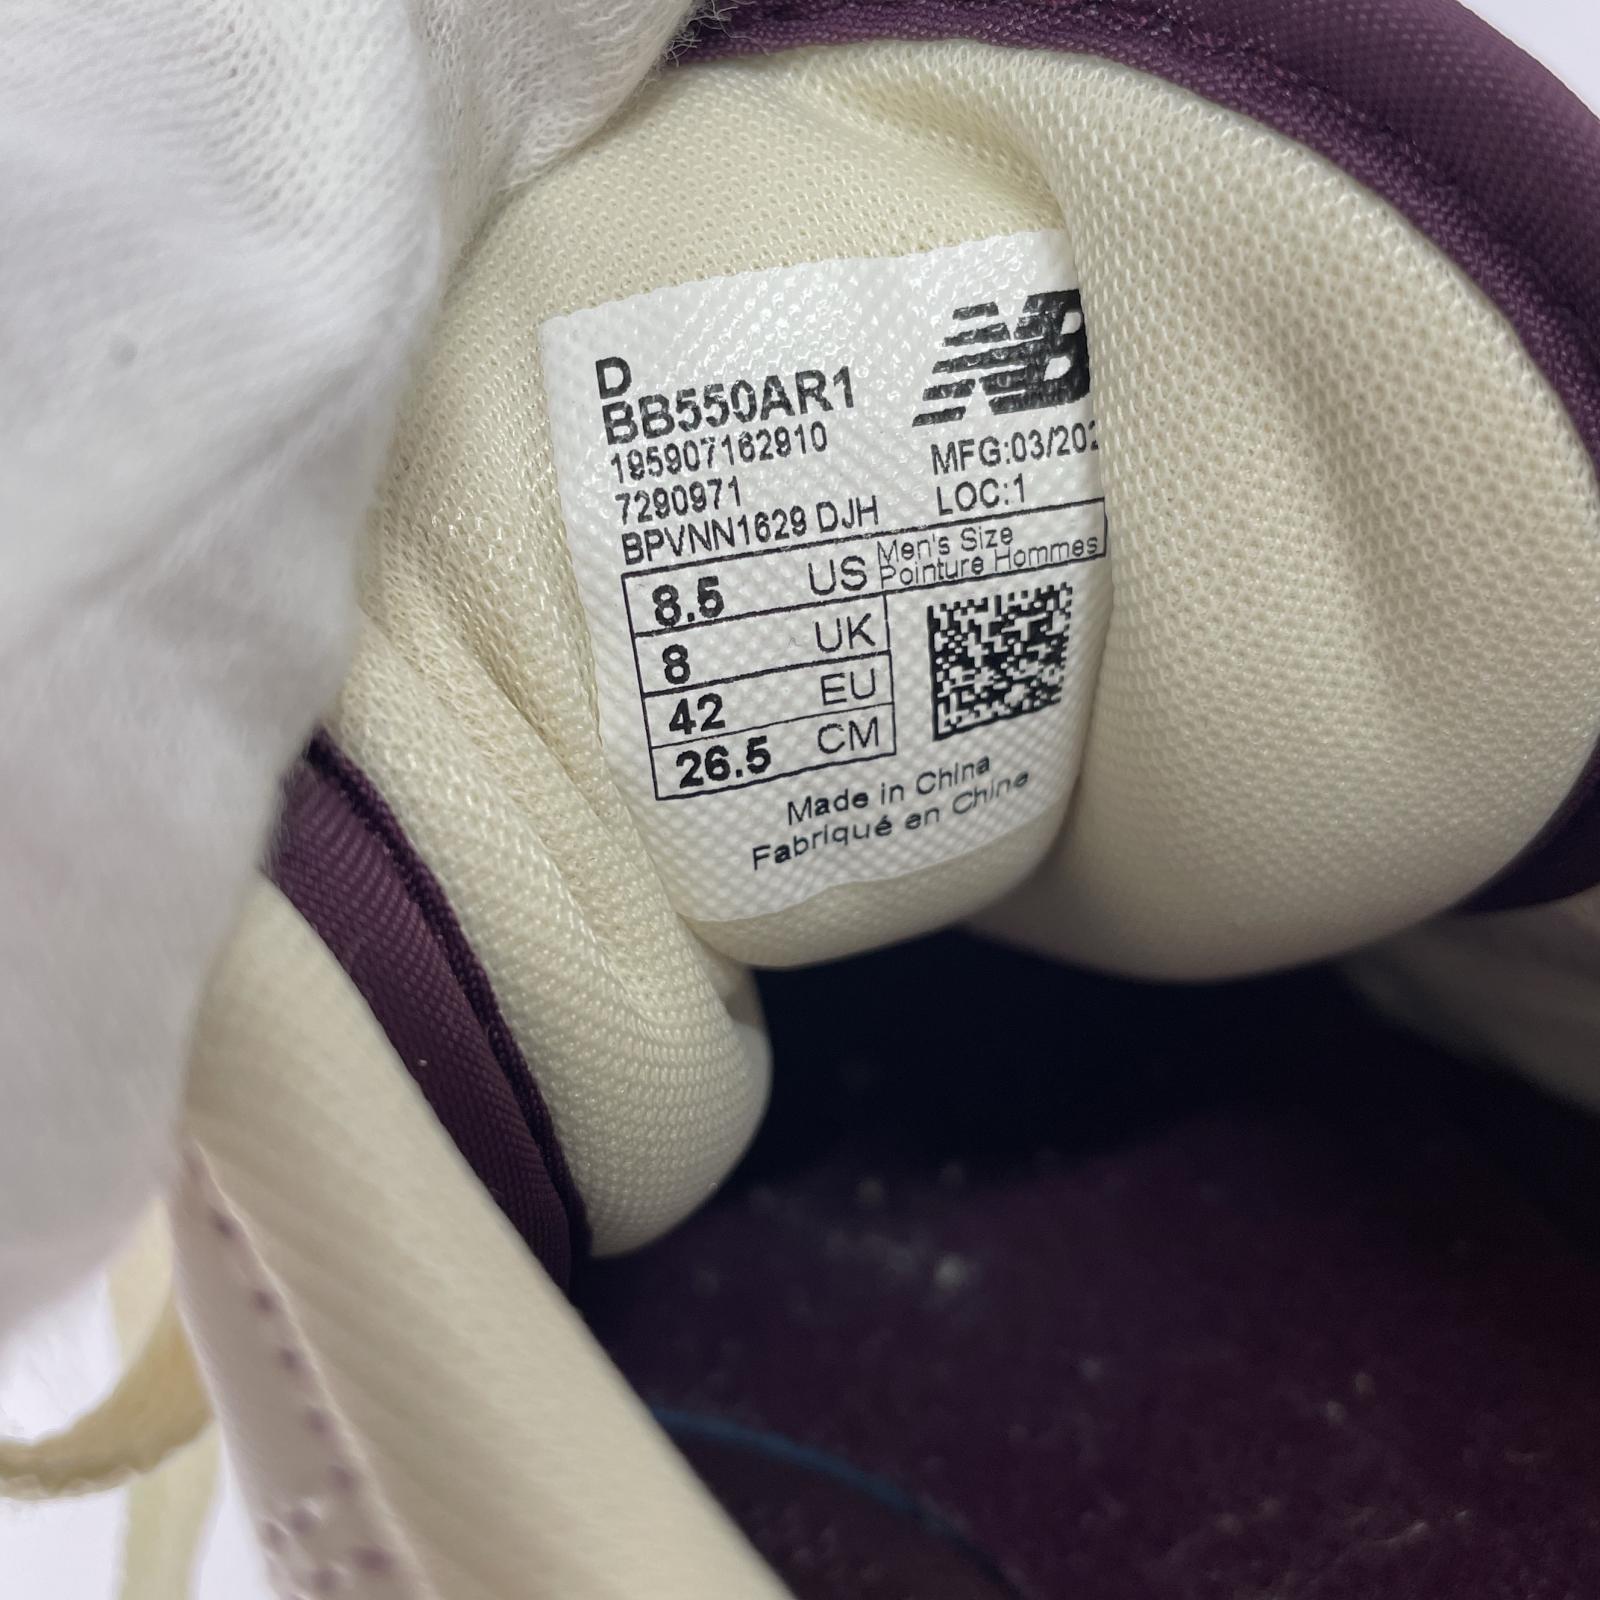 D
BB550AR1
195907162910
7290971
BPVNN1629 DJH
NB
MFG:03/202
LOC:1
Men's Size
Pointure Hommes
8.5 US
8 UK
42 EU
26.5 CM
Made in China
Fabriqué en Chine